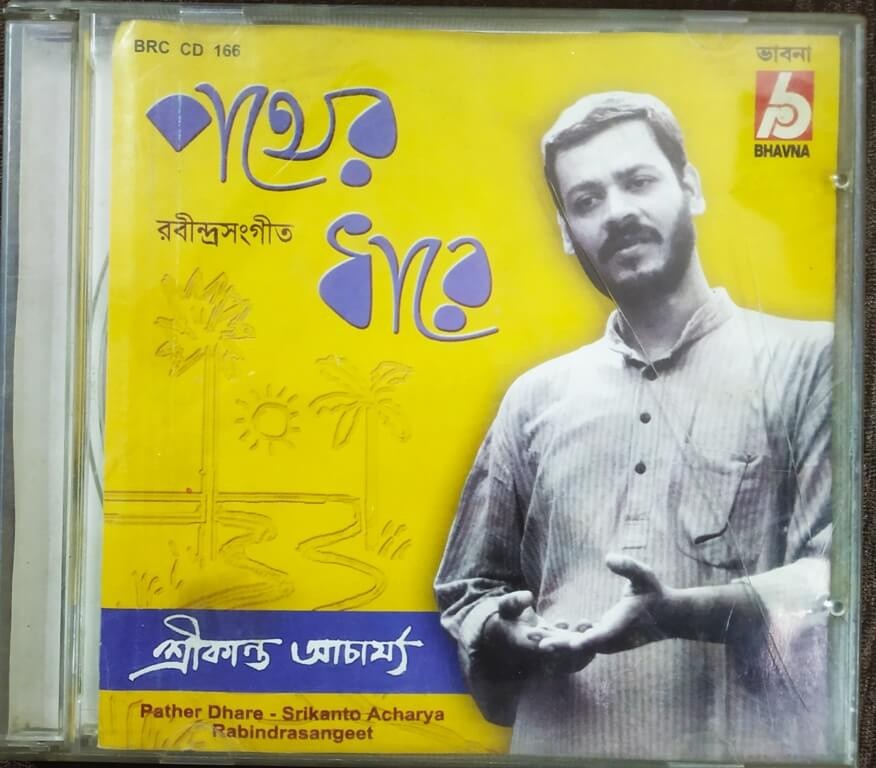 BRC CD 166
ভাবনা
BHAVNA
পথের
রবীন্দ্রসংগীত
ধারে
শ্রীকান্ত আচার্য্য
Pather Dhare - Srikanto Acharya
Rabindrasangeet